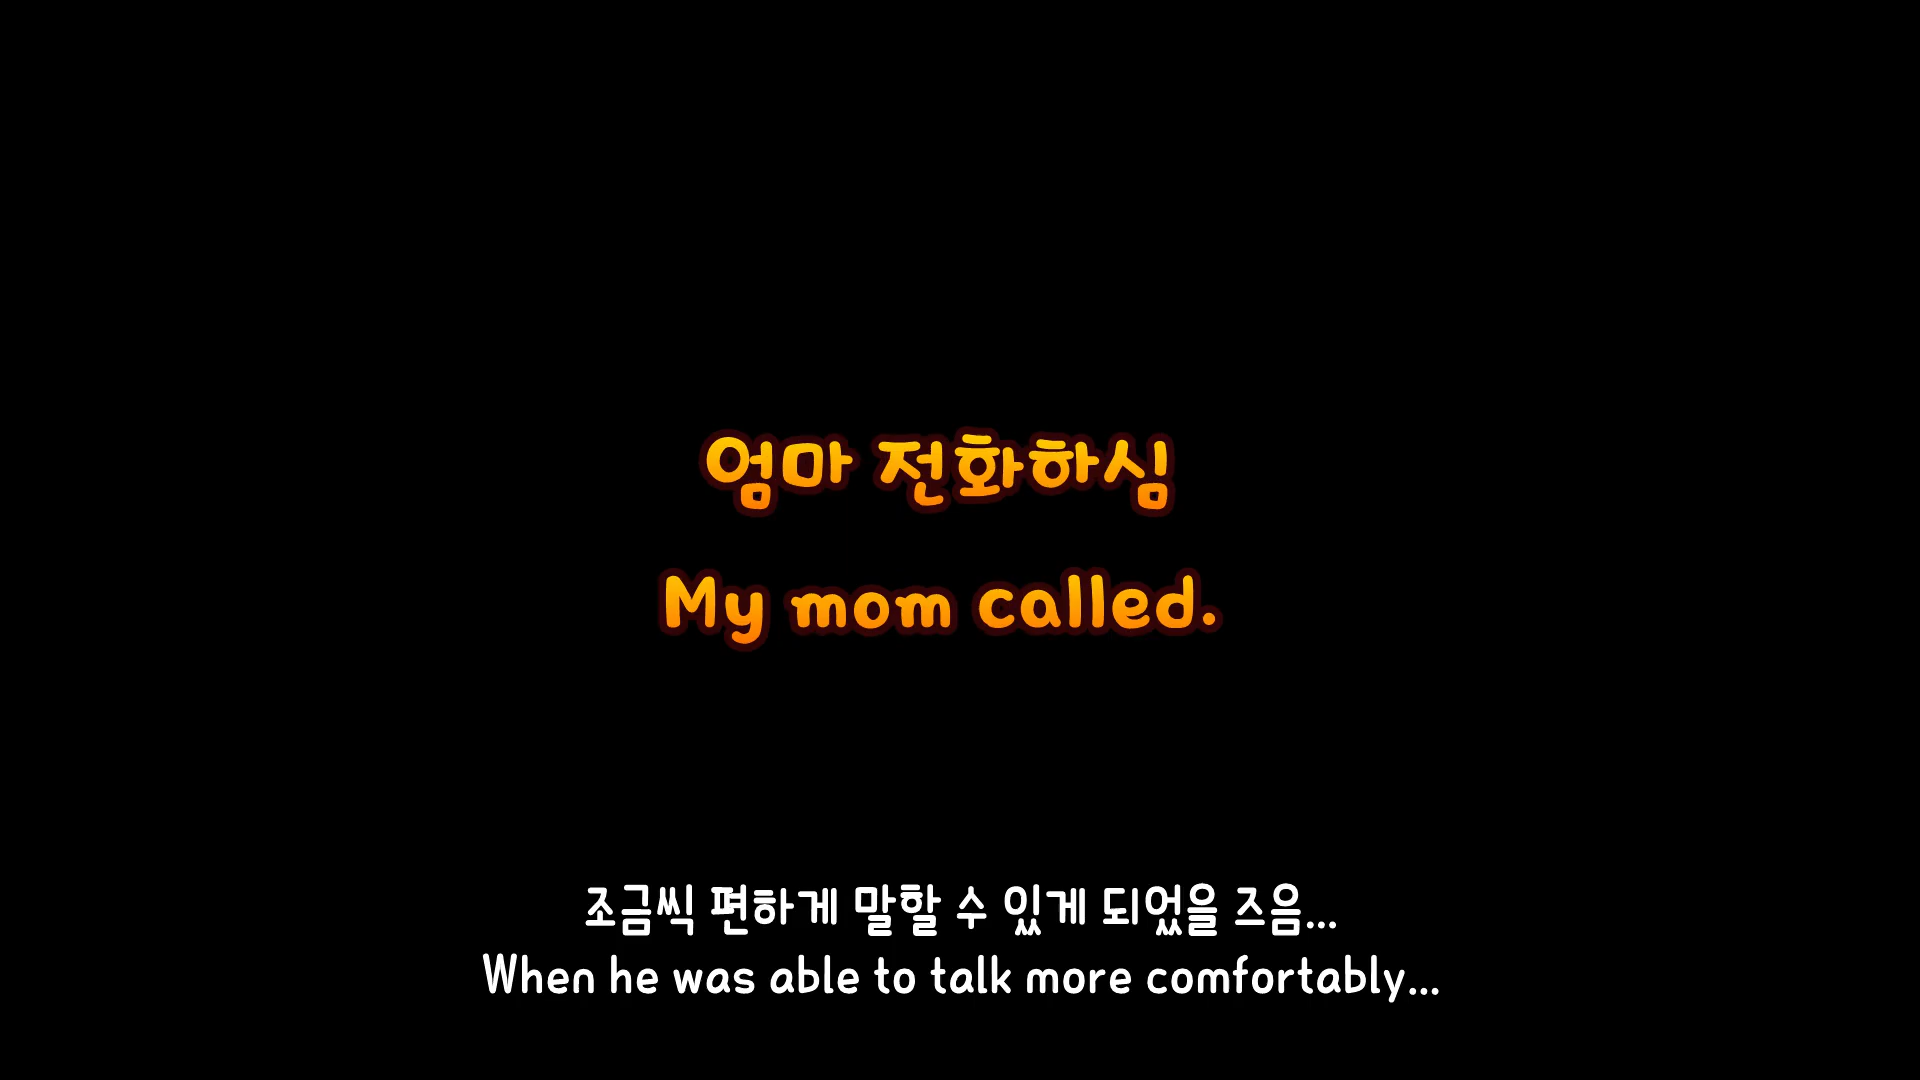 엄마 전화하심
My mom called.
조금씩 편하게 말할 수 있게 되었을 즈음...
When he was able to talk more comfortably...